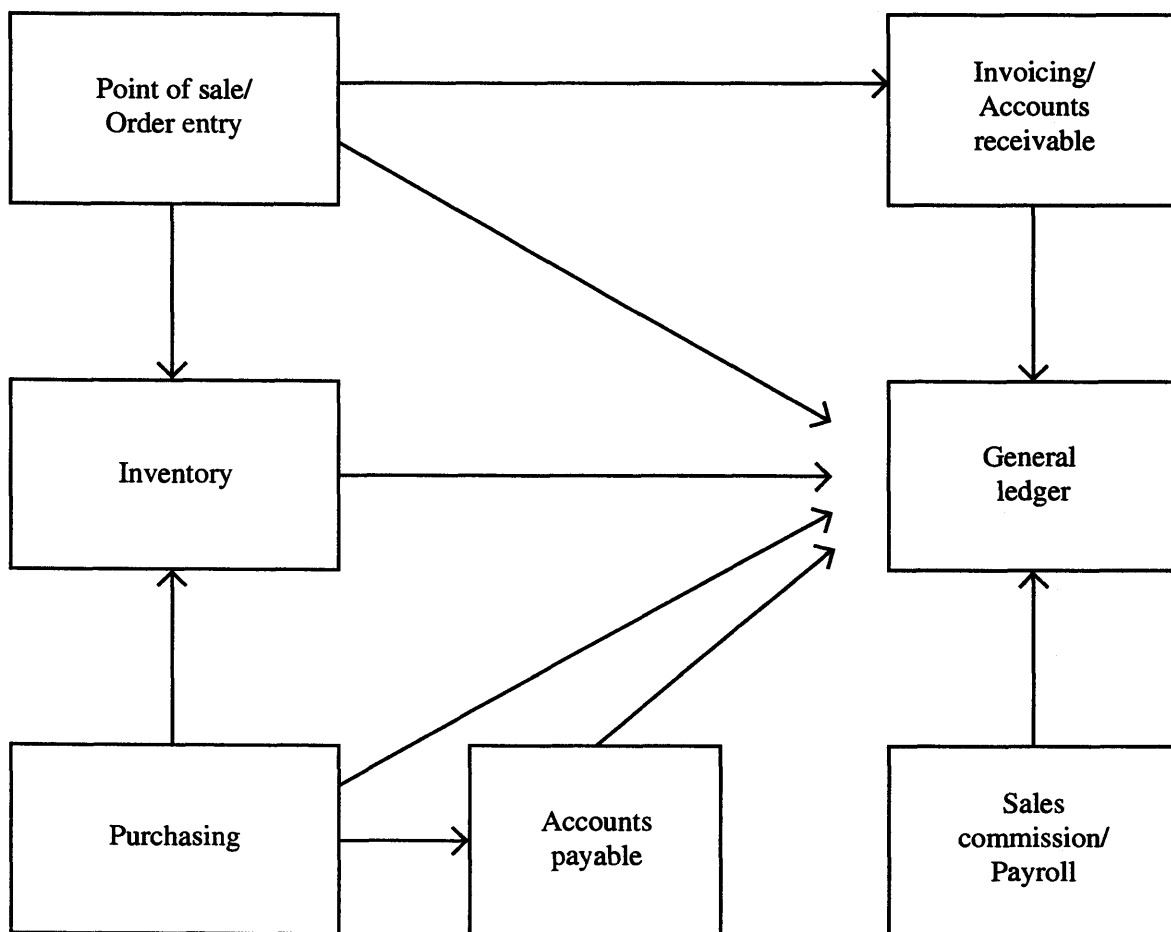 Point of sale/
Order entry
Invoicing/
Accounts
receivable
Inventory
General
ledger
Purchasing
Accounts
payable
Sales
commission/
Payroll